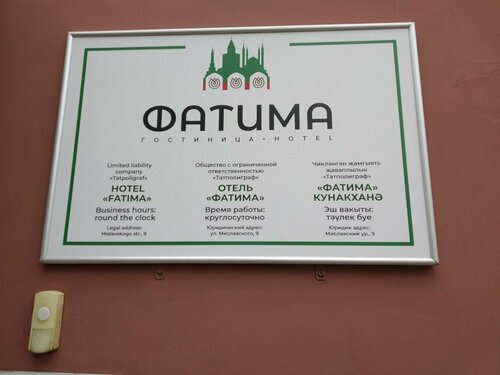 ФАТИМА
ГОСТИНИЦА • HOTEL
Limited liability
company
«Tatpoligraf»
HOTEL
«FATIMA»
Business hours:
round the clock
Legal address:
Mislavskogo str., 9
Общество с ограниченной
ответственностью
«Татполиграф»
ОТЕЛЬ
«ФАТИМА»
Время работы:
круглосуточно
Юридический адрес:
ул. Миславского, 9
Чикләнгән җәмгыять
җаваплылык
«Татполиграф»
«ФАТИМА»
КУНАКХАНӘ
Эш вакыты:
тәүлек буе
Юридик адрес:
Миславский ур., 9